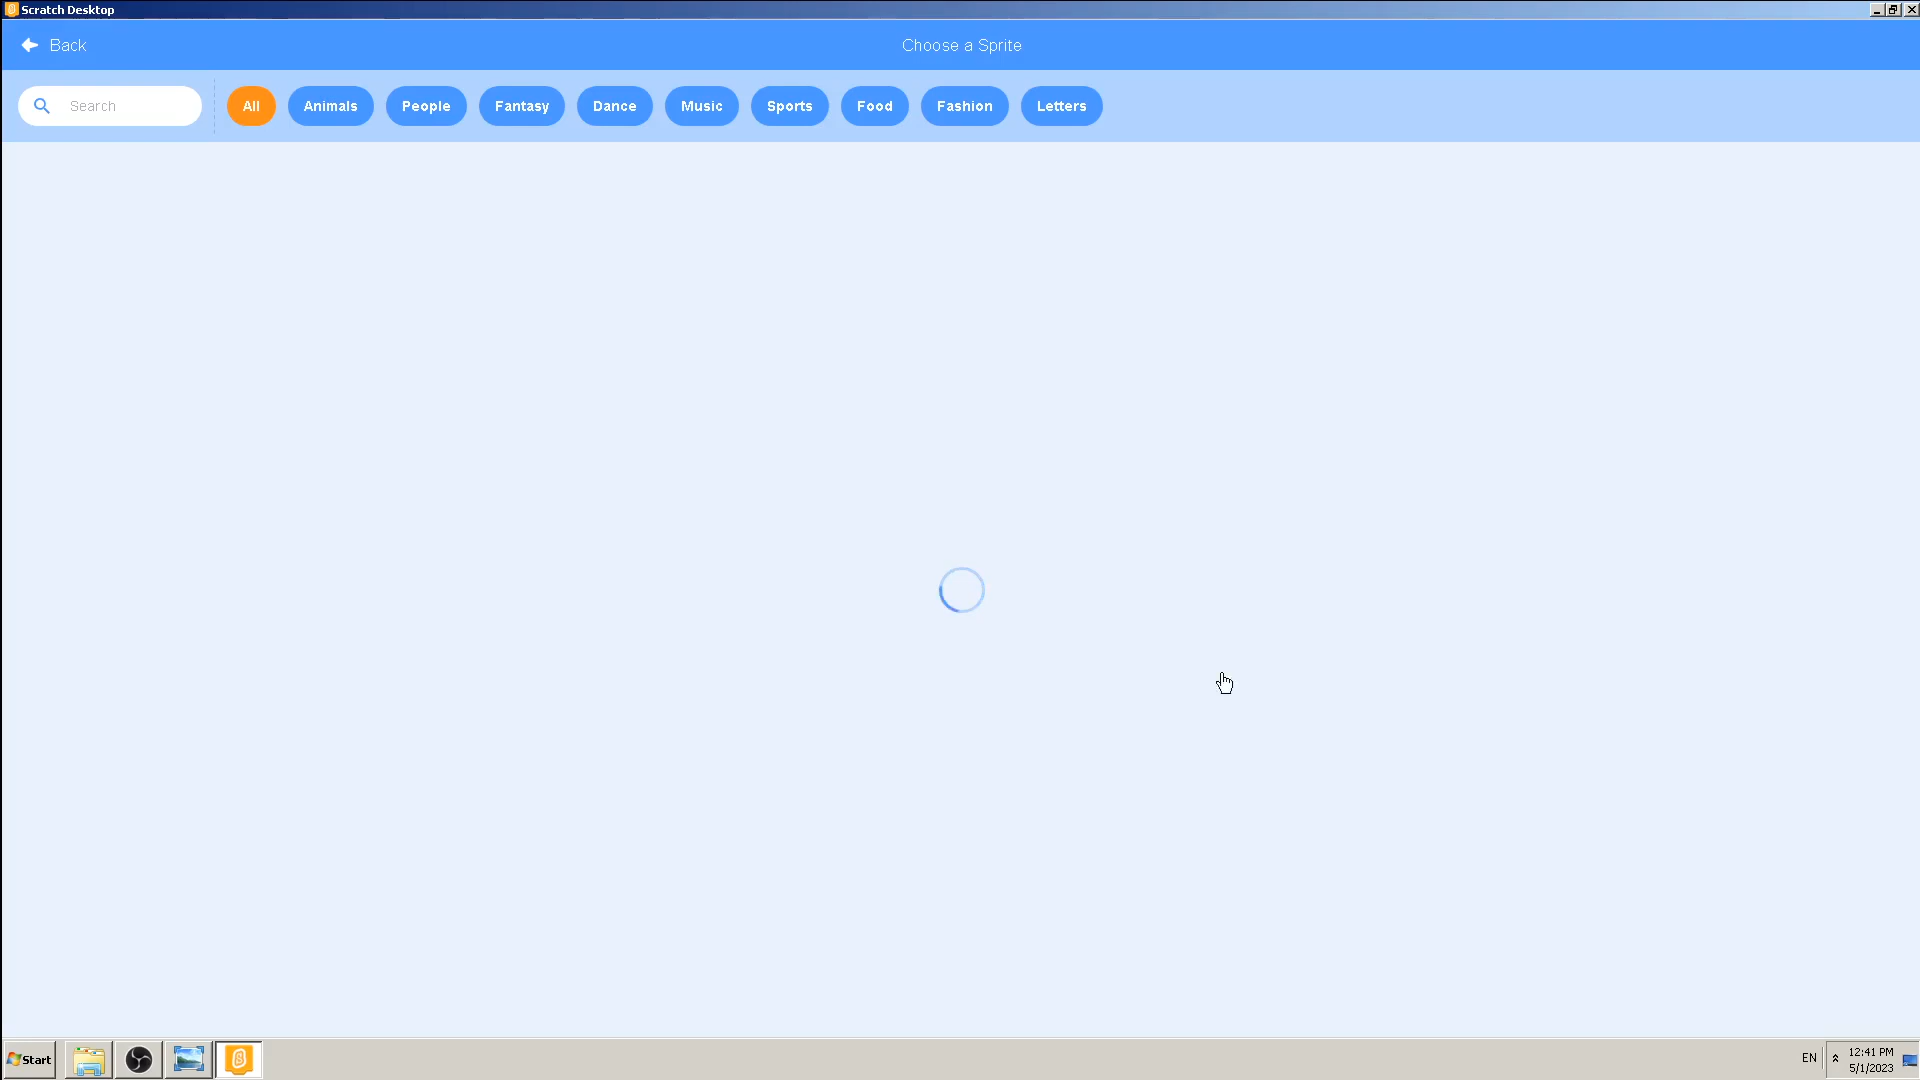 Scratch Desktop
Back
Choose a Sprite
Search
All
Animals
People
Fantasy
Dance
Music
Sports
Food
Fashion
Letters
Start
EN
12:41 PM
5/1/2023